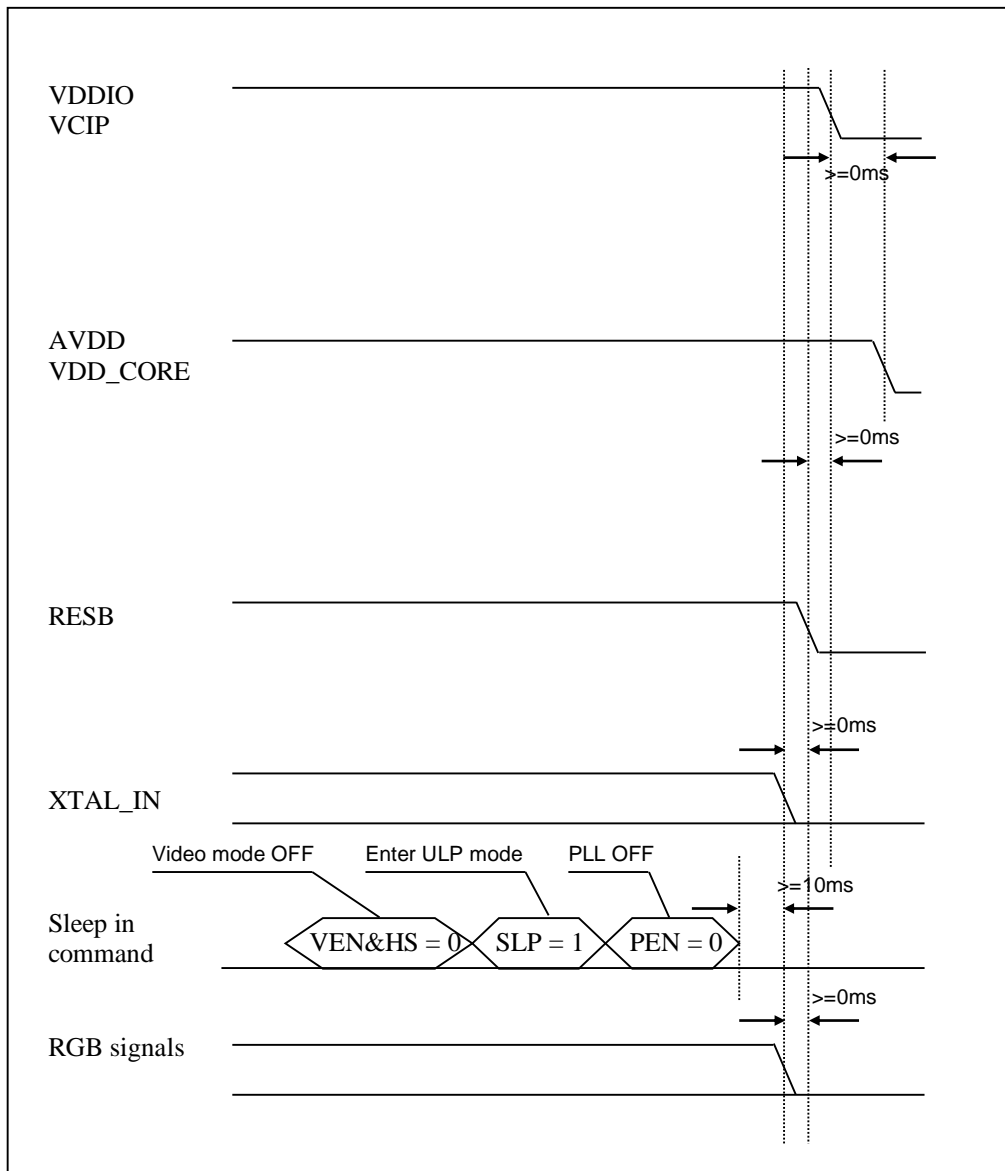 VDDIO
VCIP
>=0ms
AVDD
VDD_CORE
>=0ms
RESB
>=0ms
XTAL_IN
Video mode OFF
Enter ULP mode
PLL OFF
>=10ms
Sleep in
command
VEN&HS = 0
SLP = 1
PEN = 0
>=0ms
RGB signals